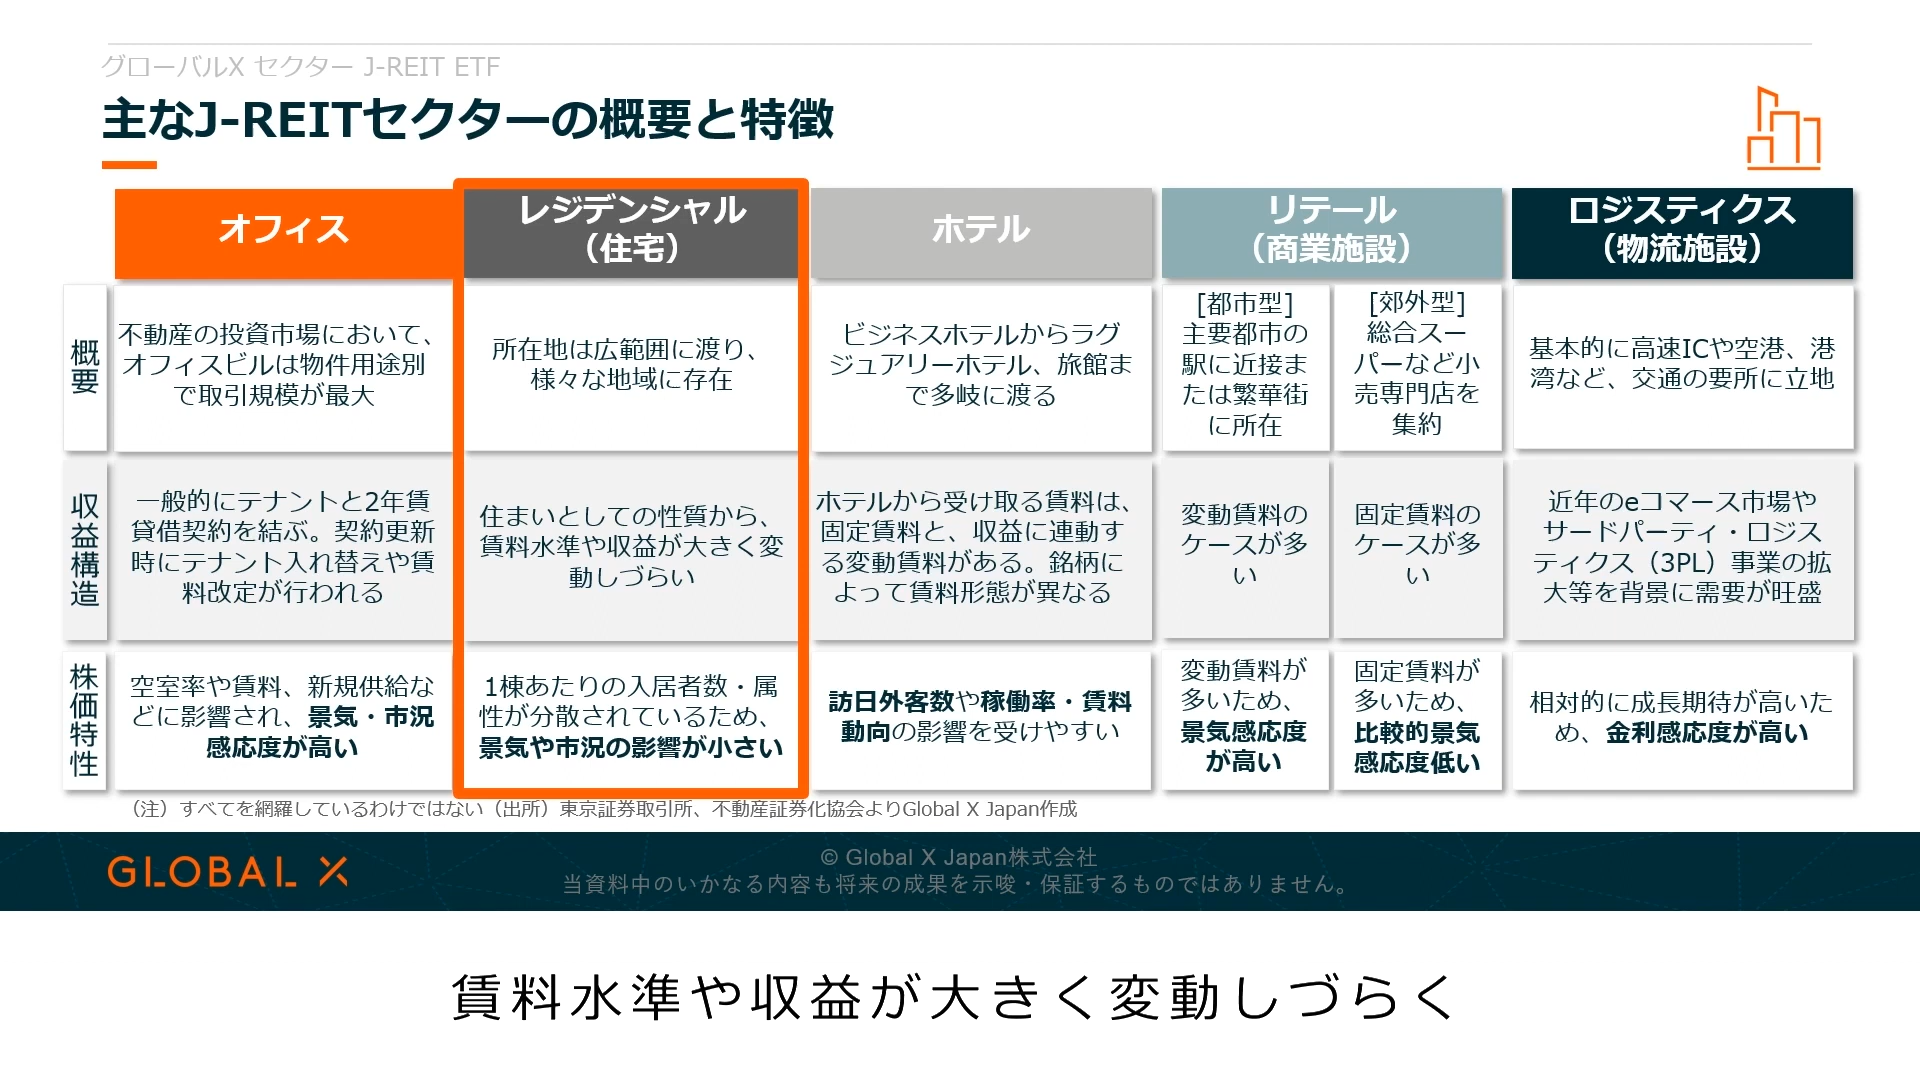 グローバルX セクター J-REIT ETF
主なJ-REITセクターの概要と特徴
オフィス
レジデンシャル
（住宅）
ホテル
リテール
（商業施設）
ロジスティクス
（物流施設）
概要
不動産の投資市場において、
オフィスビルは物件用途別
で取引規模が最大
所在地は広範囲に渡り、
様々な地域に存在
ビジネスホテルからラグ
ジュアリーホテル、旅館ま
で多岐に渡る
[都市型]
主要都市の
駅に近接ま
たは繁華街
に所在
[郊外型]
総合スー
パーなど小
売専門店を
集約
基本的に高速ICや空港、港
湾など、交通の要所に立地
収益構造
一般的にテナントと2年賃
貸借契約を結ぶ。契約更新
時にテナント入れ替えや賃
料改定が行われる
住まいとしての性質から、
賃料水準や収益が大きく変
動しづらい
ホテルから受け取る賃料は、
固定賃料と、収益に連動す
る変動賃料がある。銘柄に
よって賃料形態が異なる
変動賃料の
ケースが多
い
固定賃料の
ケースが多
い
近年のeコマース市場や
サードパーティ・ロジス
ティクス（3PL）事業の拡
大等を背景に需要が旺盛
株価特性
空室率や賃料、新規供給な
どに影響され、景気・市況
感応度が高い
1棟あたりの入居者数・属
性が分散されているため、
景気や市況の影響が小さい
訪日外客数や稼働率・賃料
動向の影響を受けやすい
変動賃料が
多いため、
景気感応度
が高い
固定賃料が
多いため、
比較的景気
感応度低い
相対的に成長期待が高いた
め、金利感応度が高い
（注）すべてを網羅しているわけではない（出所）東京証券取引所、不動産証券化協会よりGlobal X Japan作成
GLOBAL X
© Global X Japan株式会社
当資料中のいかなる内容も将来の成果を示唆・保証するものではありません。
賃料水準や収益が大きく変動しづらく